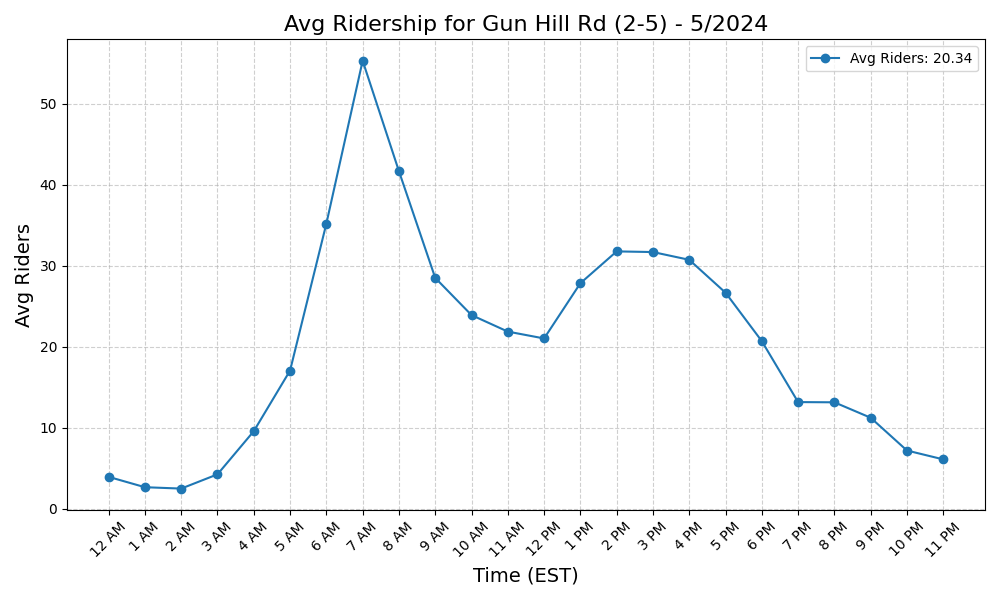 Avg Ridership for Gun Hill Rd (2-5) - 5/2024
Avg Riders: 20.34
Avg Riders
50
40
30
20
10
0
12 AM
1 AM
2 AM
3 AM
4 AM
5 AM
6 AM
7 AM
8 AM
9 AM
10 AM
11 AM
12 PM
1 PM
2 PM
3 PM
4 PM
5 PM
6 PM
7 PM
8 PM
9 PM
10 PM
11 PM
Time (EST)